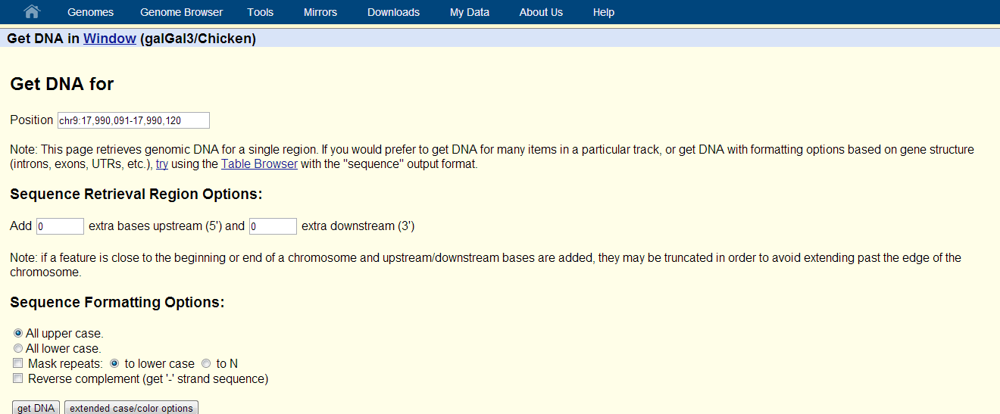 Genomes Genome Browser Tools Mirrors Downloads My Data About Us Help
Get DNA in Window (galGal3/Chicken)
Get DNA for
Position chr9:17,990,091-17,990,120
Note: This page retrieves genomic DNA for a single region. If you would prefer to get DNA for many items in a particular track, or get DNA with formatting options based on gene structure
(introns, exons, UTRs, etc.), try using the Table Browser with the "sequence" output format.
Sequence Retrieval Region Options:
Add 0 extra bases upstream (5') and 0 extra downstream (3')
Note: if a feature is close to the beginning or end of a chromosome and upstream/downstream bases are added, they may be truncated in order to avoid extending past the edge of the
chromosome.
Sequence Formatting Options:
All upper case.
All lower case.
Mask repeats: to lower case to N
Reverse complement (get '-' strand sequence)
get DNA extended case/color options